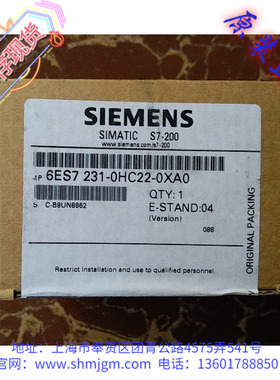 SIEMENS
SIMATIC S7-200
www.siemens.com/s7-200
1P 6ES7 231-0HC22-0XA0
QTY: 1
S C-B9UN8862
E-STAND:04
(Version)
088
Restrict installation and use to qualified personnel.
ORIGINAL PACKING
地址：上海市奉贤区团青公路4575弄541号
官网：www.shmjgm.com 电话：13601788850